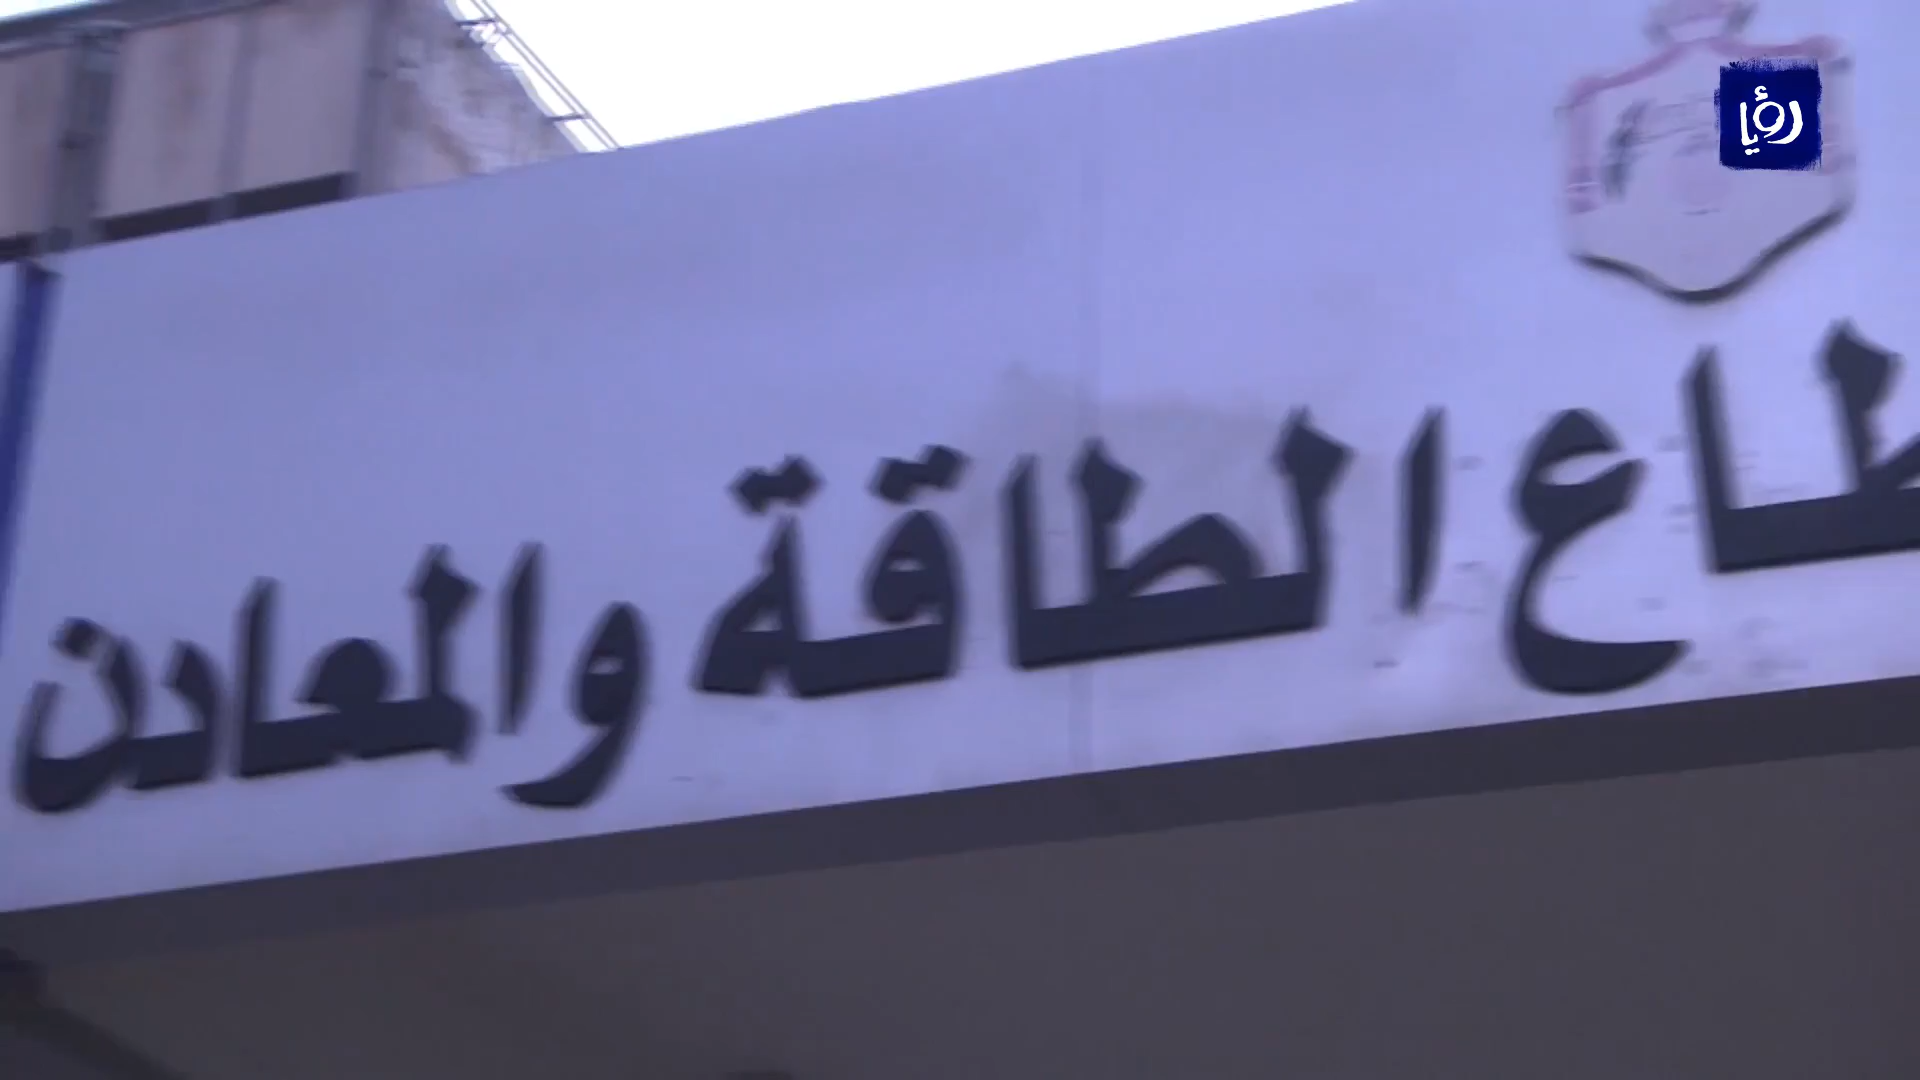 رؤيا
طاع الطاقة والمعادن